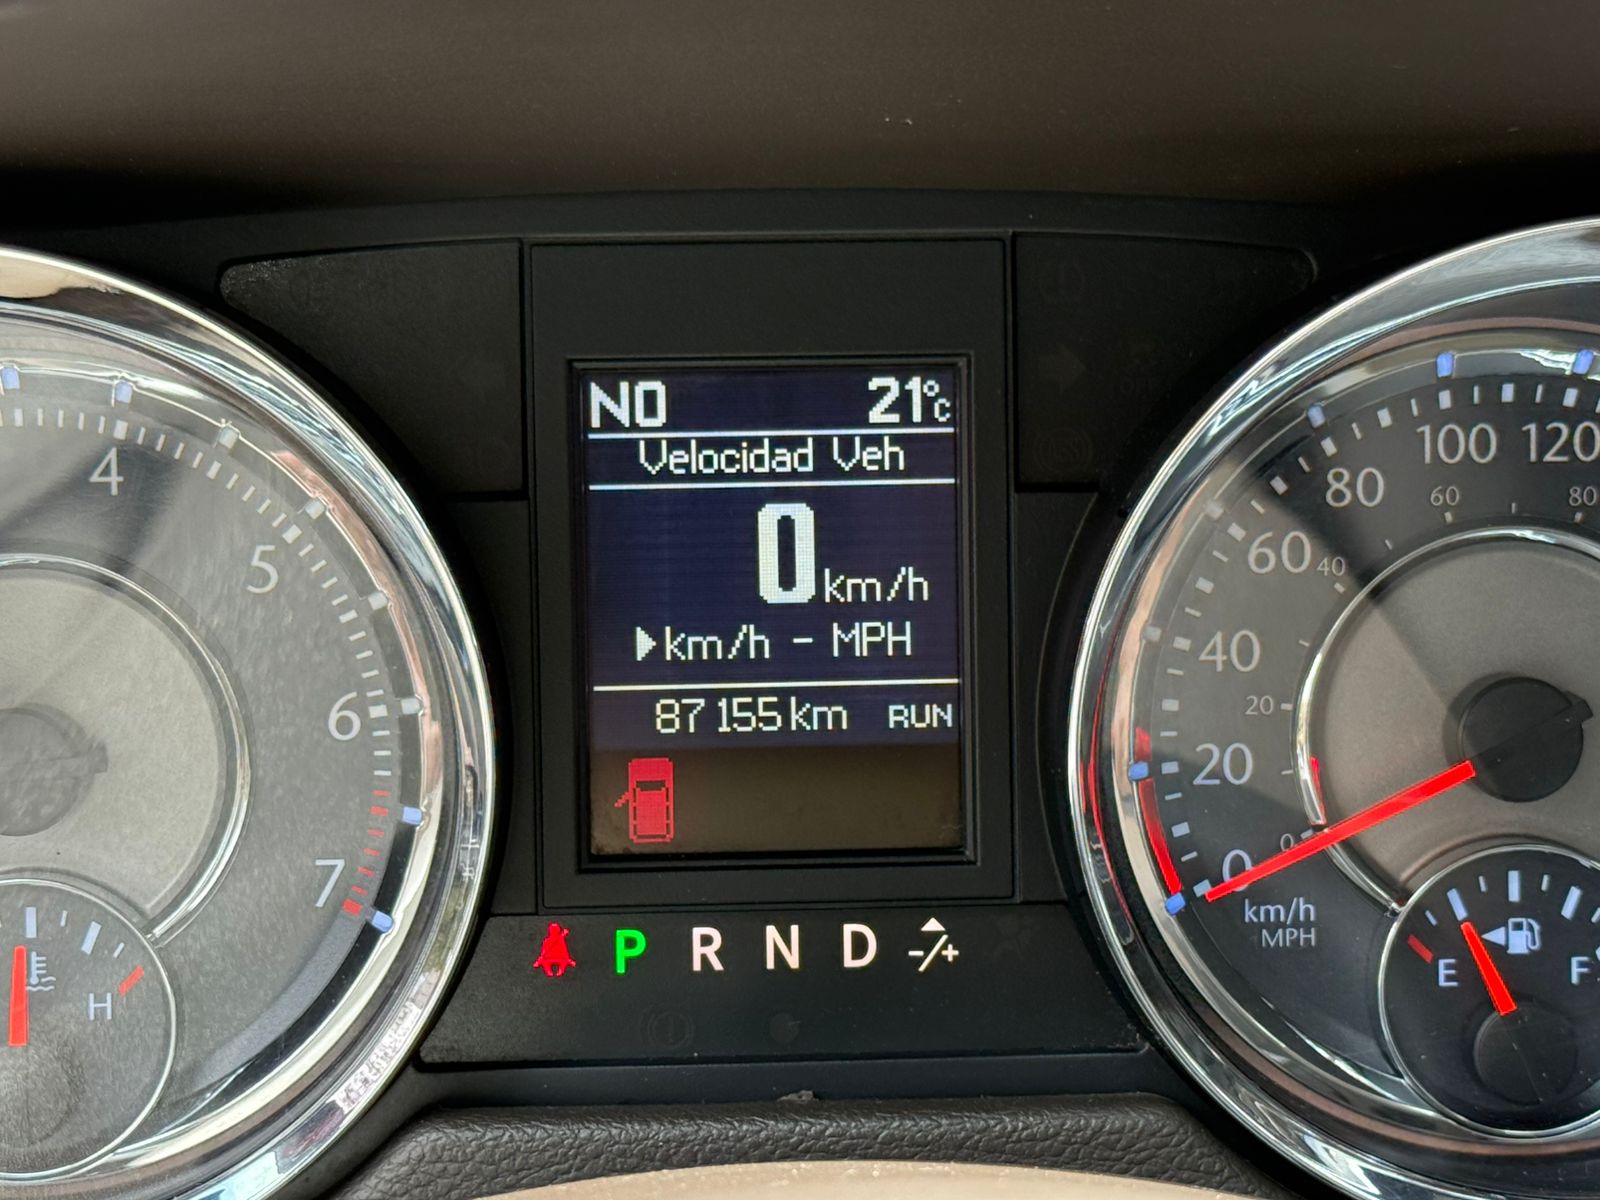 NO 21°C
Velocidad Veh
0 km/h
▶km/h - MPH
87 155 km RUN
P R N D -/+
4
5
6
7
H
0
20
40
60
80
100
120
0
20
40
60
80
km/h
MPH
E F